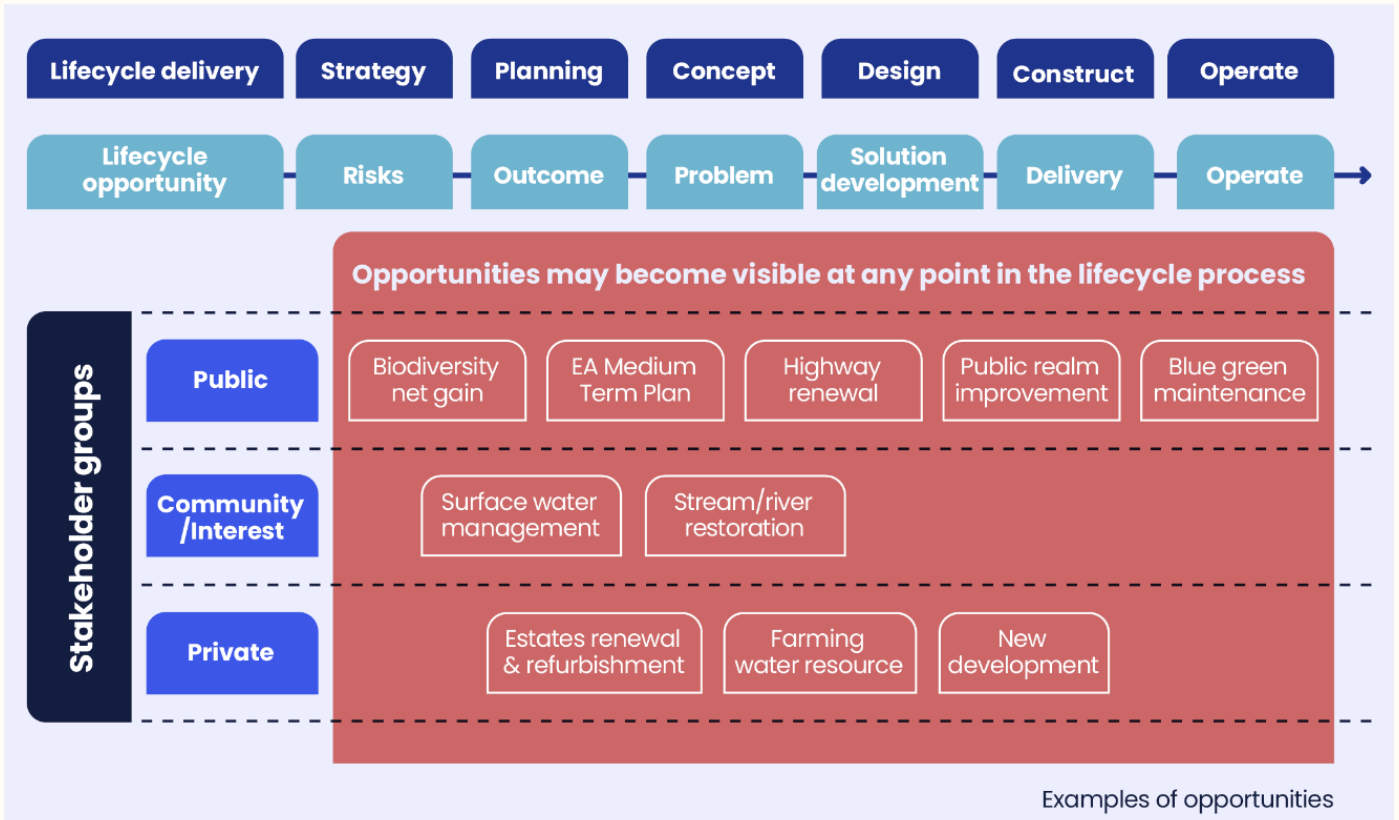 Lifecycle delivery
Strategy
Planning
Concept
Design
Construct
Operate
Lifecycle
opportunity
Risks
Outcome
Problem
Solution
development
Delivery
Operate
Opportunities may become visible at any point in the lifecycle process
Stakeholder groups
Public
Biodiversity
net gain
EA Medium
Term Plan
Highway
renewal
Public realm
improvement
Blue green
maintenance
Community
/Interest
Surface water
management
Stream/river
restoration
Private
Estates renewal
& refurbishment
Farming
water resource
New
development
Examples of opportunities